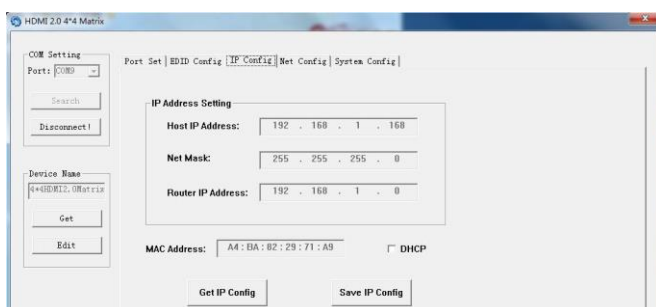 HDMI 2.0 4*4 Matrix
COM Setting
Port: COM9
Search
Disconnect!
Device Name
4*4HDMI2.0Matrix
Get
Edit
Port Set EDID Config IP Config Net Config System Config
IP Address Setting
Host IP Address: 192 . 168 . 1 . 168
Net Mask: 255 . 255 . 255 . 0
Router IP Address: 192 . 168 . 1 . 0
MAC Address: A4 : BA : 02 : 29 : 71 : A9
DHCP
Get IP Config Save IP Config